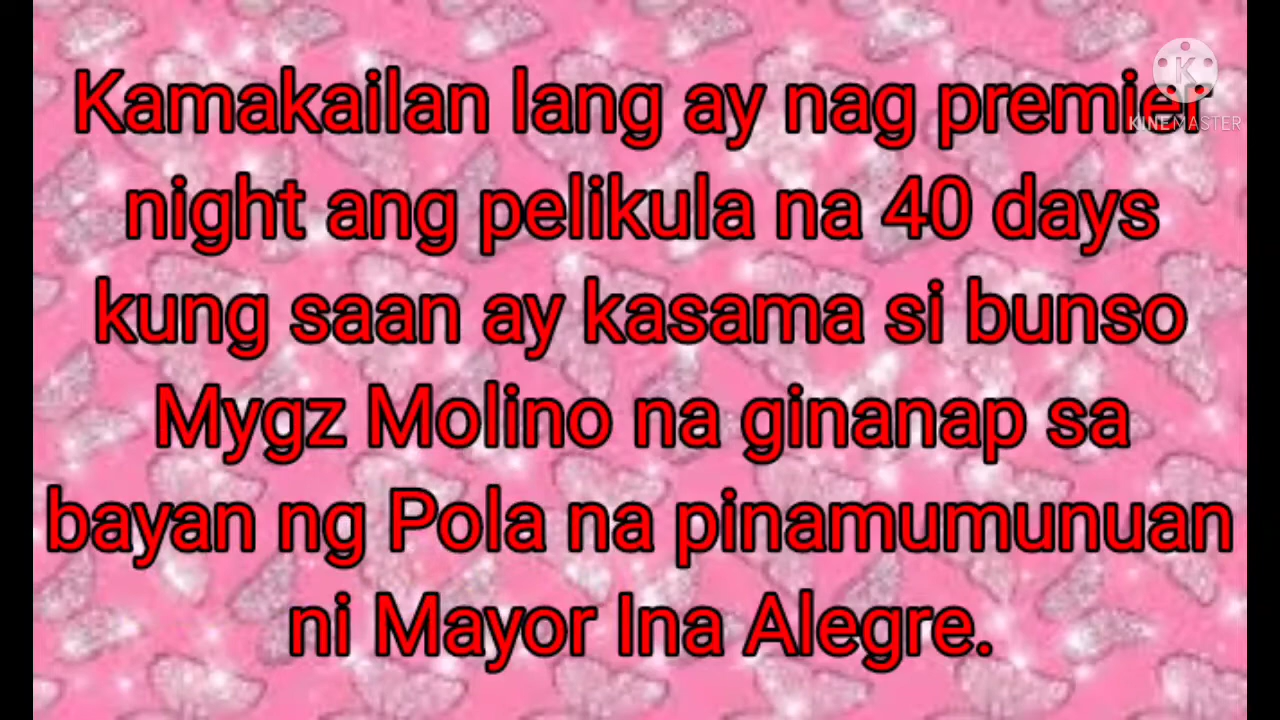 Kamakailan lang ay nag premier
night ang pelikula na 40 days
kung saan ay kasama si bunso
Mygz Molino na ginanap sa
bayan ng Pola na pinamumunuan
ni Mayor Ina Alegre.
K
KINEMASTER